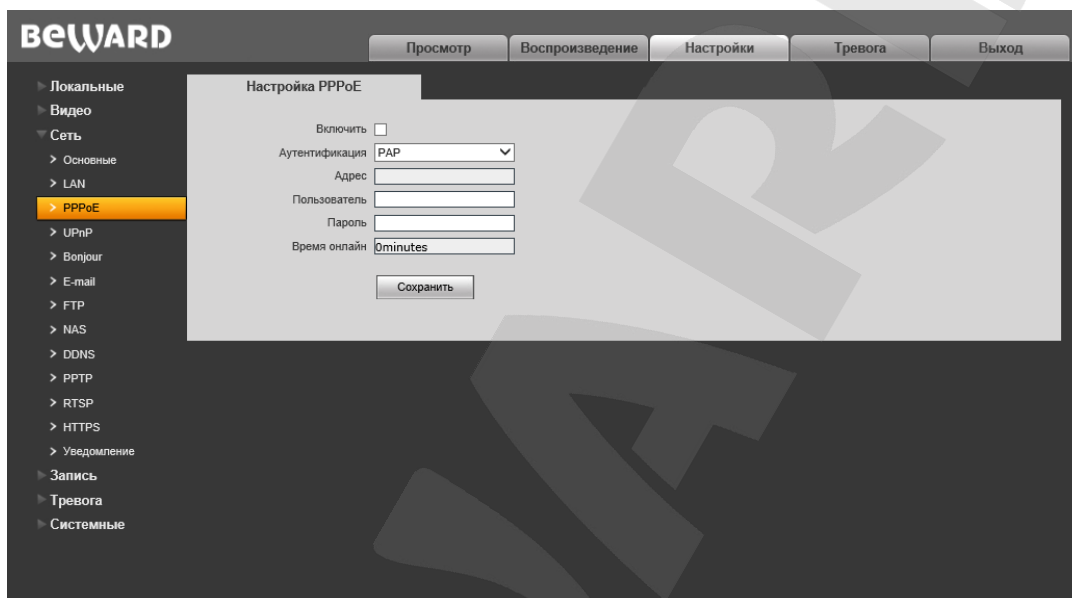 BEWARD
Просмотр
Воспроизведение
Настройки
Тревога
Выход
Локальные
Видео
Сеть
> Основные
> LAN
> PPPoE
> UPnP
> Bonjour
> E-mail
> FTP
> NAS
> DDNS
> PPTP
> RTSP
> HTTPS
> Уведомление
Запись
Тревога
Системные
Настройка PPPoE
Включить
Аутентификация PAP
Адрес
Пользователь
Пароль
Время онлайн 0minutes
Сохранить